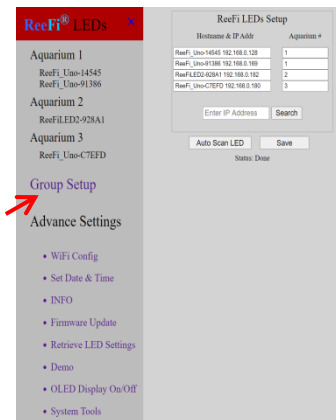 ReeFi® LEDs ×
Aquarium 1
ReeFi_Uno-14545
ReeFi_Uno-91386
Aquarium 2
ReeFiLED2-928A1
Aquarium 3
ReeFi_Uno-C7EFD
Group Setup
Advance Settings
• WiFi Config
• Set Date & Time
• INFO
• Firmware Update
• Retrieve LED Settings
• Demo
• OLED Display On/Off
• System Tools
ReeFi LEDs Setup
Hostname & IP Addr Aquarium #
ReeFi_Uno-14545 192.168.0.128 1
ReeFi_Uno-91386 192.168.0.169 1
ReeFiLED2-928A1 192.168.0.182 2
ReeFi_Uno-C7EFD 192.168.0.180 3
Enter IP Address Search
Auto Scan LED Save
Status: Done